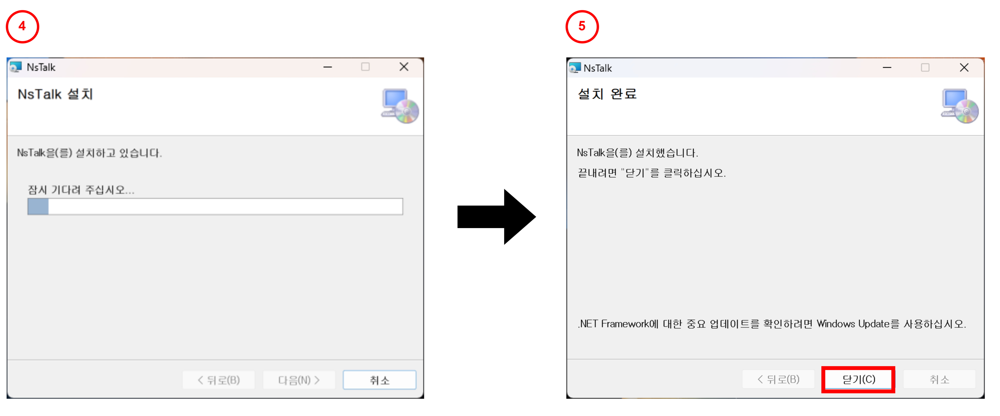 4
NsTalk
NsTalk 설치
NsTalk을(를) 설치하고 있습니다.
잠시 기다려 주십시오...
< 뒤로(B)
다음(N) >
취소
5
NsTalk
설치 완료
NsTalk을(를) 설치했습니다.
끝내려면 "닫기"를 클릭하십시오.
.NET Framework에 대한 중요 업데이트를 확인하려면 Windows Update를 사용하십시오.
< 뒤로(B)
닫기(C)
취소